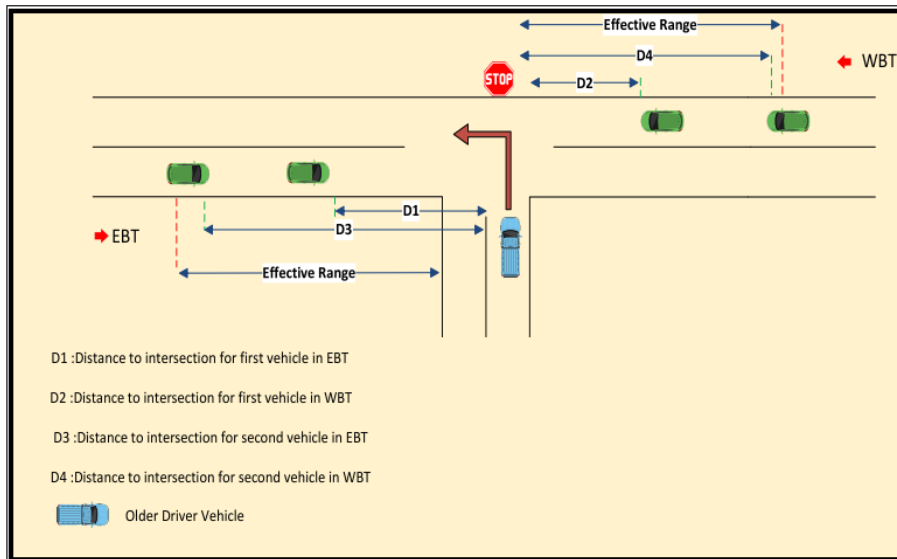 Effective Range
D4
WBT
STOP
D2
D1
EBT
D3
Effective Range
D1 :Distance to intersection for first vehicle in EBT
D2 :Distance to intersection for first vehicle in WBT
D3 :Distance to intersection for second vehicle in EBT
D4 :Distance to intersection for second vehicle in WBT
Older Driver Vehicle